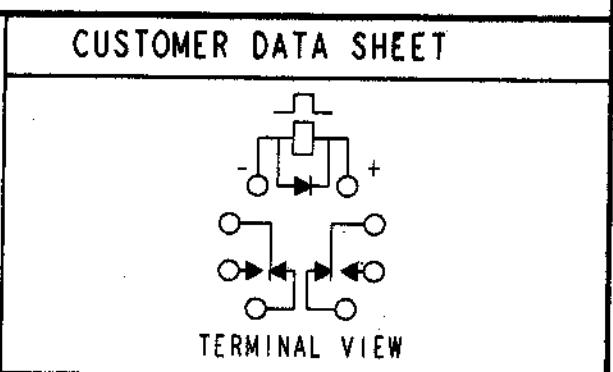 CUSTOMER DATA SHEET
- +
TERMINAL VIEW